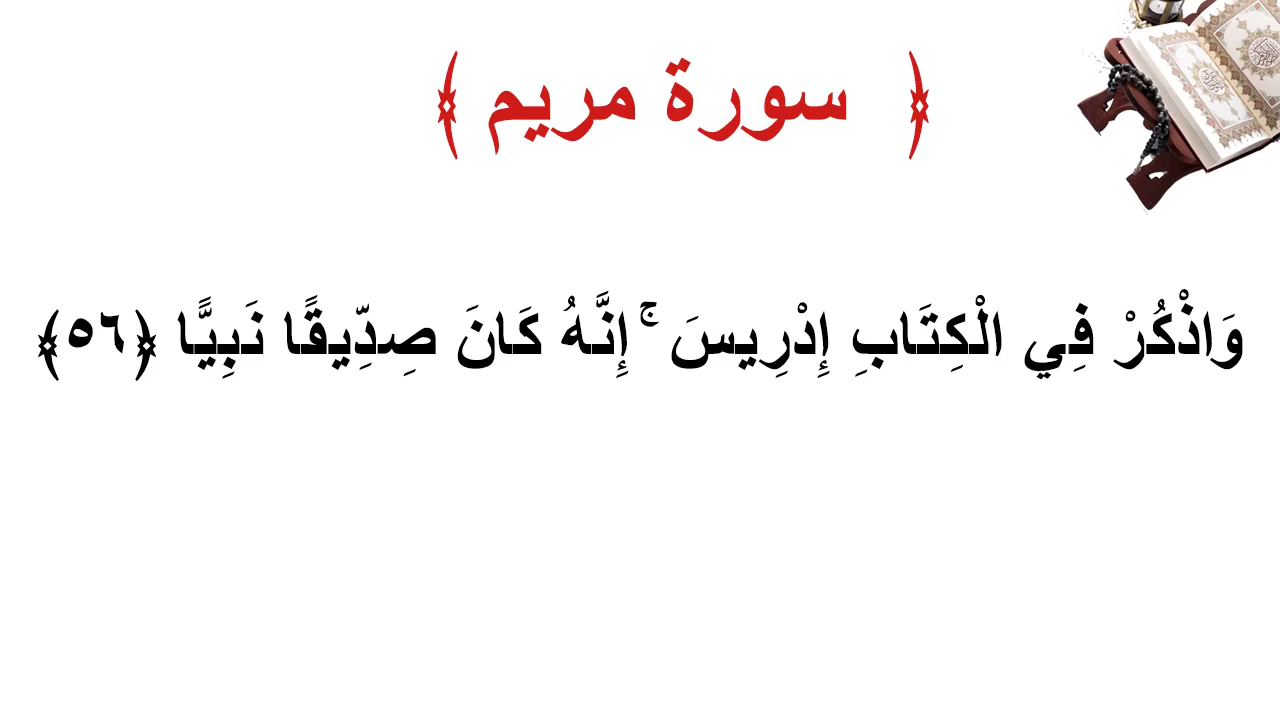 ﴿ سورة مريم ﴾
وَاذْكُرْ فِي الْكِتَابِ إِدْرِيسَ ۚ إِنَّهُ كَانَ صِدِّيقًا نَبِيًّا ﴿٥٦﴾